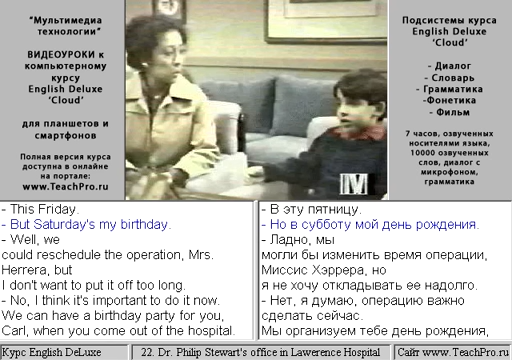 "Мультимедиа
технологии"
ВИДЕОУРОКИ к
компьютерному
курсу
English Deluxe
'Cloud'
для планшетов и
смартфонов
Полная версия курса
доступна в онлайне
на портале:
www.TeachPro.ru
M
Подсистемы курса
English Deluxe
'Cloud'
- Диалог
- Словарь
- Грамматика
-Фонетика
- Фильм
7 часов, озвученных
носителями языка,
10000 озвученных
слов, диалог с
микрофоном,
грамматика
- This Friday.
- But Saturday's my birthday.
- Well, we
could reschedule the operation, Mrs.
Herrera, but
I don't want to put it off too long.
- No, I think it's important to do it now.
We can have a birthday party for you,
Carl, when you come out of the hospital.
- В эту пятницу.
- Но в субботу мой день рождения.
- Ладно, мы
могли бы изменить время операции,
Миссис Хэррера, но
я не хочу откладывать ее надолго.
- Нет, я думаю, операцию важно
сделать сейчас.
Мы организуем тебе день рождения,
Курс English DeLuxe
22. Dr. Philip Stewart's office in Lawerence Hospital
Сайт www.TeachPro.ru